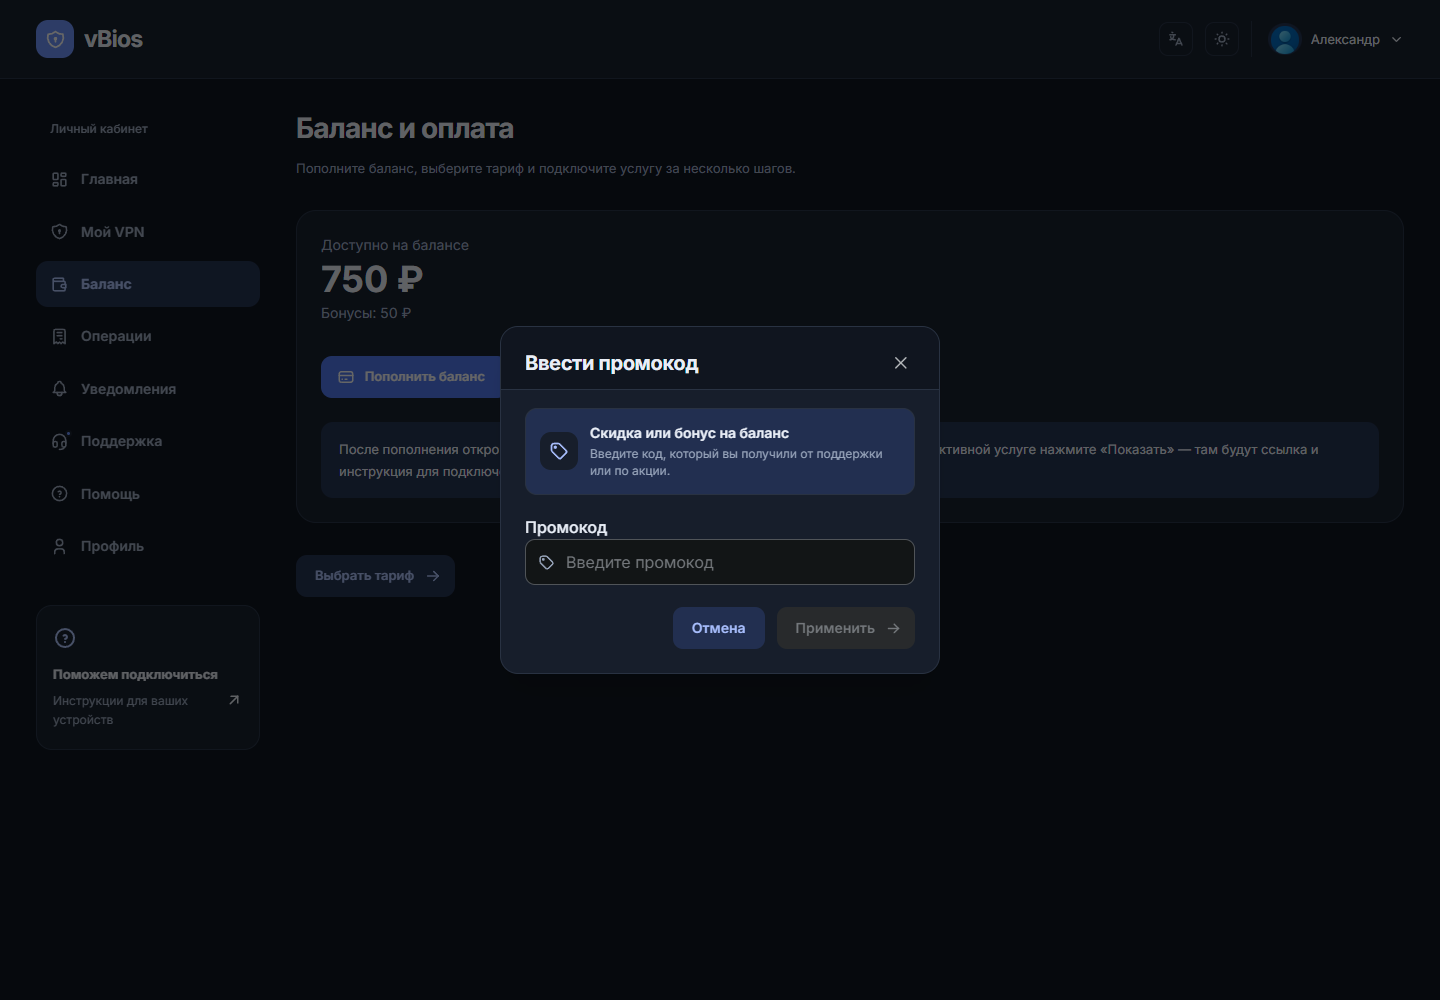 vBios
Александр
Личный кабинет
Главная
Мой VPN
Баланс
Операции
Уведомления
Поддержка
Помощь
Профиль
Поможем подключиться
Инструкции для ваших
устройств
Баланс и оплата
Пополните баланс, выберите тариф и подключите услугу за несколько шагов.
Доступно на балансе
750 ₽
Бонусы: 50 ₽
Пополнить баланс
После пополнения откро
ктивной услуге нажмите «Показать» — там будут ссылка и
инструкция для подключ
Выбрать тариф
Ввести промокод
Скидка или бонус на баланс
Введите код, который вы получили от поддержки
или по акции.
Промокод
Введите промокод
Отмена
Применить